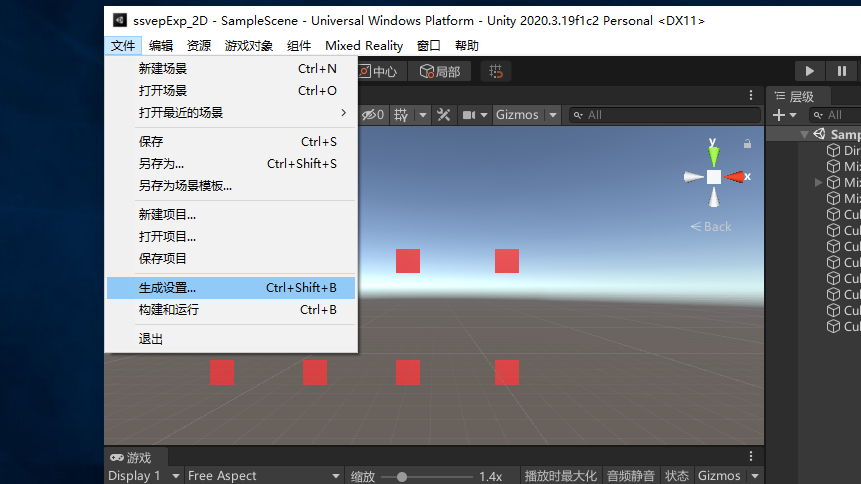 ssvepExp_2D - SampleScene - Universal Windows Platform - Unity 2020.3.19f1c2 Personal <DX11>
文件 编辑 资源 游戏对象 组件 Mixed Reality 窗口 帮助
新建场景 Ctrl+N
打开场景 Ctrl+O
打开最近的场景
保存 Ctrl+S
另存为... Ctrl+Shift+S
另存为场景模板...
新建项目...
打开项目...
保存项目
生成设置... Ctrl+Shift+B
构建和运行 Ctrl+B
退出
中心 局部
0 Gizmos All
y
x
Back
层级
All
Samp
Dir
Mix
Mix
Mix
Cul
Cul
Cul
Cul
Cul
Cul
Cul
Cul
游戏
Display 1 Free Aspect 缩放 1.4x 播放时最大化 音频静音 状态 Gizmos